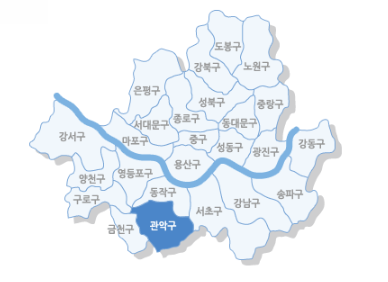 도봉구
강북구
노원구
은평구
성북구
중랑구
서대문구
종로구
동대문구
강서구
마포구
중구
성동구
광진구
강동구
용산구
양천구
영등포구
동작구
송파구
구로구
강남구
서초구
금천구
관악구